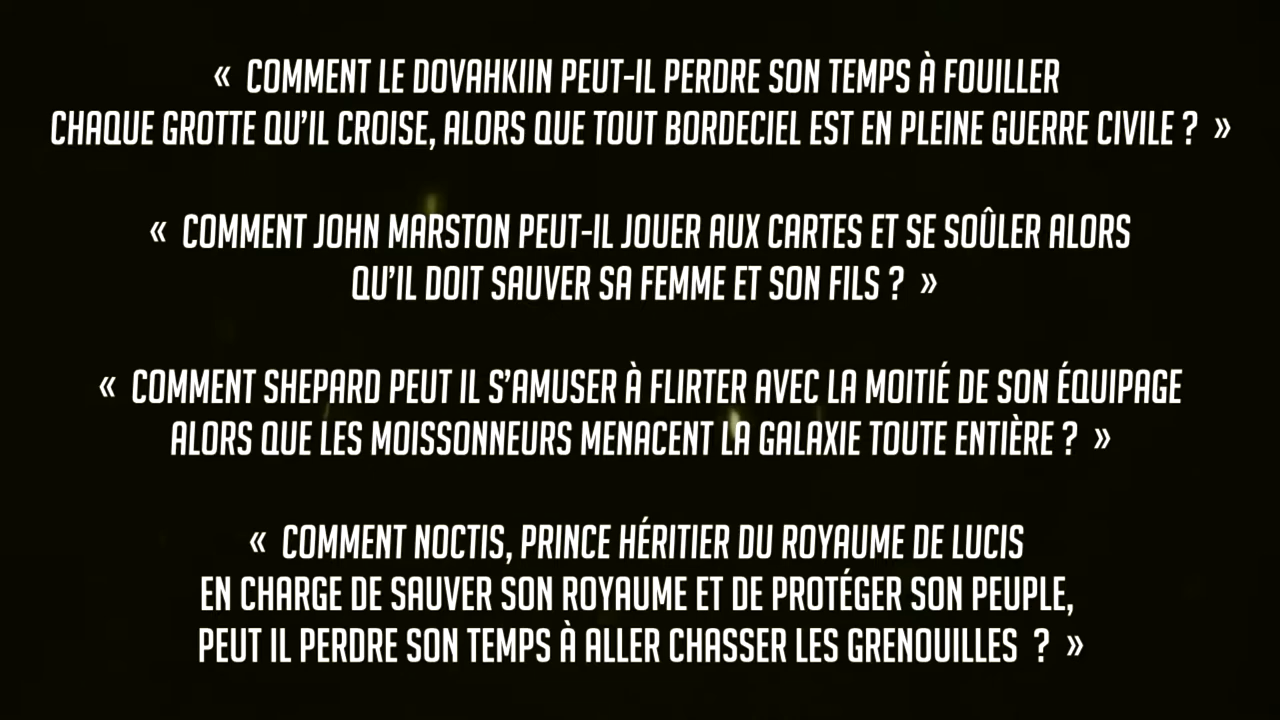 « COMMENT LE DOVAHKIIN PEUT-IL PERDRE SON TEMPS À FOUILLER
CHAQUE GROTTE QU’IL CROISE, ALORS QUE TOUT BORDECIEL EST EN PLEINE GUERRE CIVILE ? »
« COMMENT JOHN MARSTON PEUT-IL JOUER AUX CARTES ET SE SOÛLER ALORS
QU’IL DOIT SAUVER SA FEMME ET SON FILS ? »
« COMMENT SHEPARD PEUT IL S’AMUSER À FLIRTER AVEC LA MOITIÉ DE SON ÉQUIPAGE
ALORS QUE LES MOISSONNEURS MENACENT LA GALAXIE TOUTE ENTIÈRE ? »
« COMMENT NOCTIS, PRINCE HÉRITIER DU ROYAUME DE LUCIS
EN CHARGE DE SAUVER SON ROYAUME ET DE PROTÉGER SON PEUPLE,
PEUT IL PERDRE SON TEMPS À ALLER CHASSER LES GRENOUILLES ? »